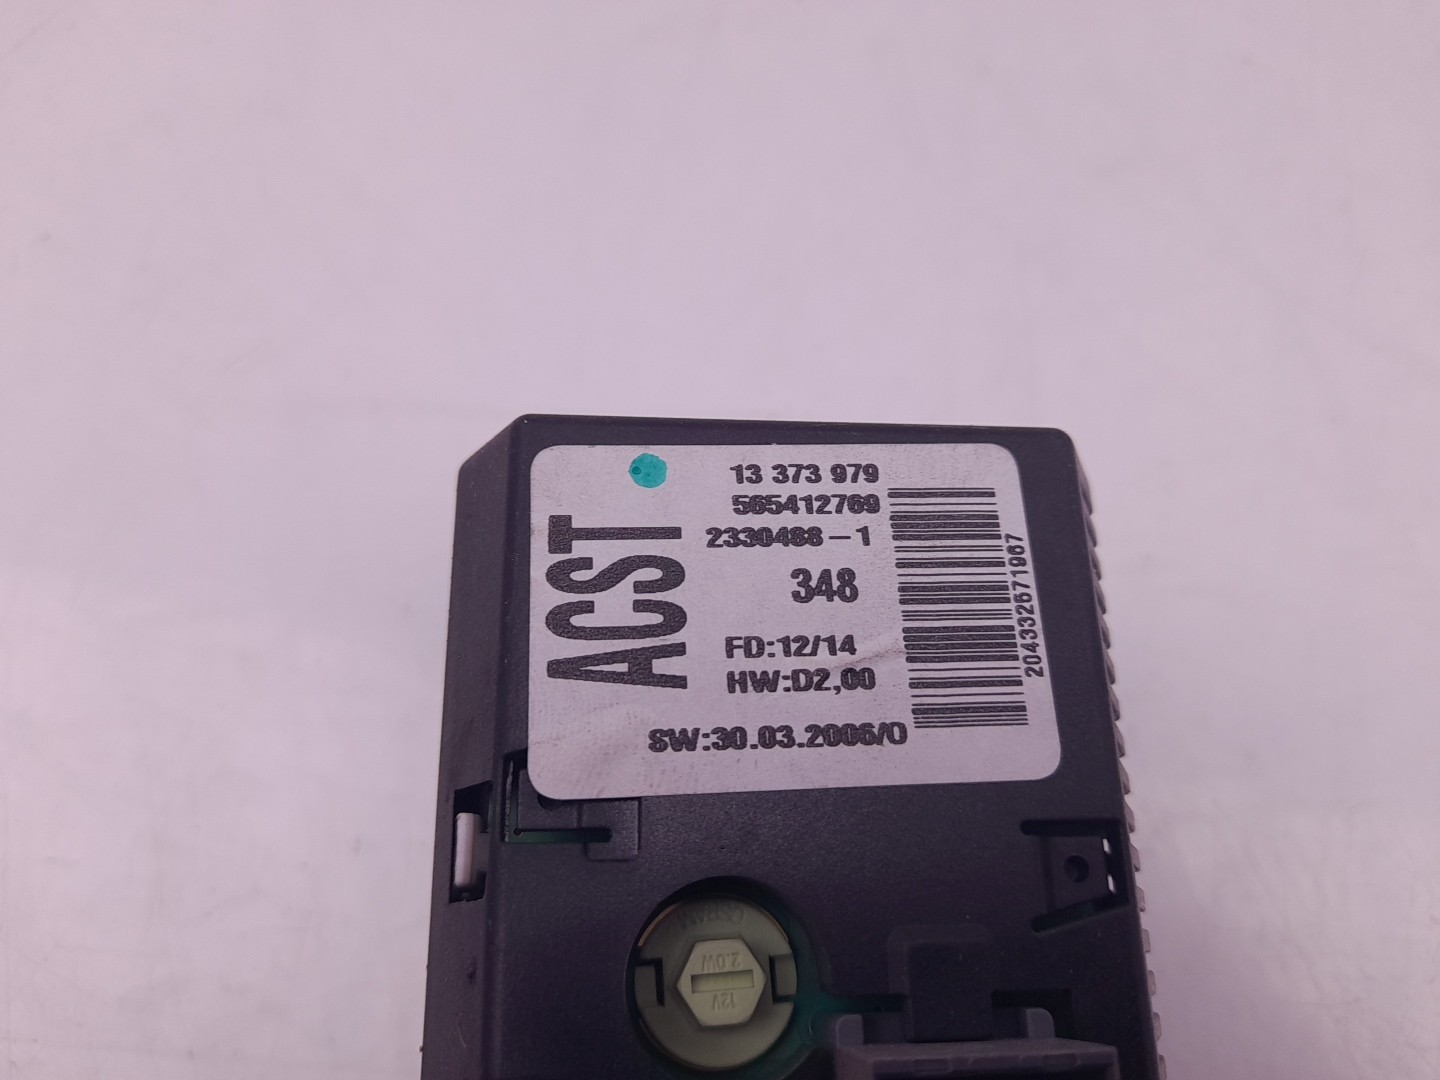 13 373 979
565412769
2330488-1
348
ACST
FD:12/14
HW:D2,00
SW:30.03.2006/0
204332671967
OSRAM
2.0W
12V